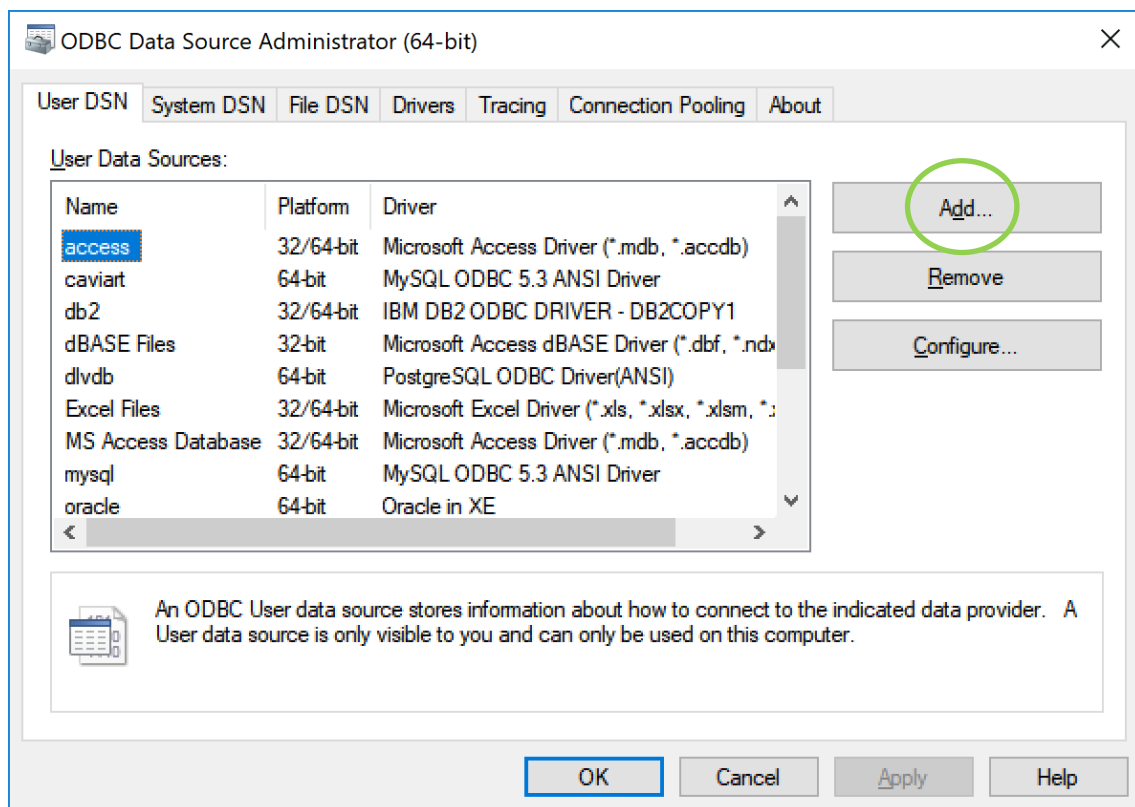 ODBC Data Source Administrator (64-bit)
User DSN System DSN File DSN Drivers Tracing Connection Pooling About
User Data Sources:
Name Platform Driver
access 32/64-bit Microsoft Access Driver (*.mdb, *.accdb)
caviart 64-bit MySQL ODBC 5.3 ANSI Driver
db2 32/64-bit IBM DB2 ODBC DRIVER - DB2COPY1
dBASE Files 32-bit Microsoft Access dBASE Driver (*.dbf, *.ndx
dlvdb 64-bit PostgreSQL ODBC Driver(ANSI)
Excel Files 32/64-bit Microsoft Excel Driver (*.xls, *.xlsx, *.xlsm, *.
MS Access Database 32/64-bit Microsoft Access Driver (*.mdb, *.accdb)
mysql 64-bit MySQL ODBC 5.3 ANSI Driver
oracle 64-bit Oracle in XE
Add...
Remove
Configure...
An ODBC User data source stores information about how to connect to the indicated data provider. A
User data source is only visible to you and can only be used on this computer.
OK Cancel Apply Help